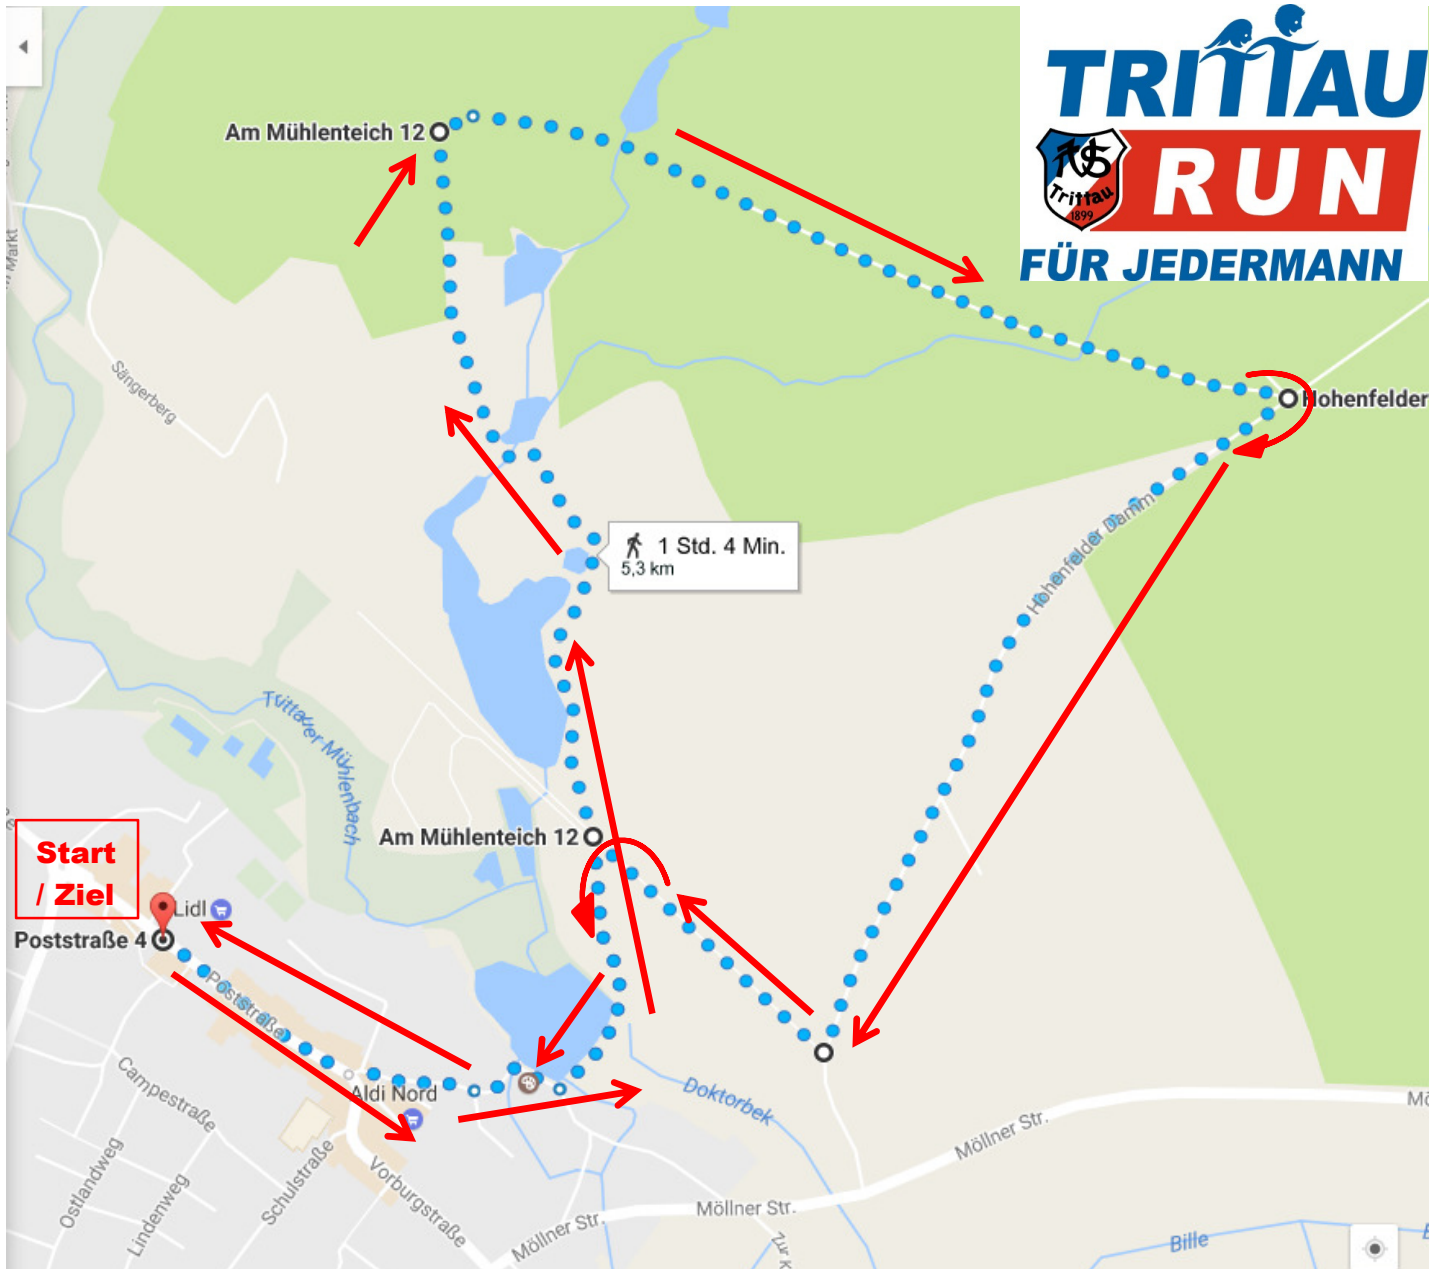 TRITTAU
RUN
FÜR JEDERMANN
Trittau
1899
Am Mühlenteich 12
Markt
Sängerberg
Hohenfelder
1 Std. 4 Min.
5,3 km
Hohenfelder Damm
Trittauer Mühlenbach
Am Mühlenteich 12
Start
/ Ziel
Lidl
Poststraße 4
Poststraße
Aldi Nord
Campestraße
Doktorbek
Möllner Str.
Ostlandweg
Lindenweg
Schulstraße
Vorburgstraße
Möllner Str.
Möllner Str.
Bille